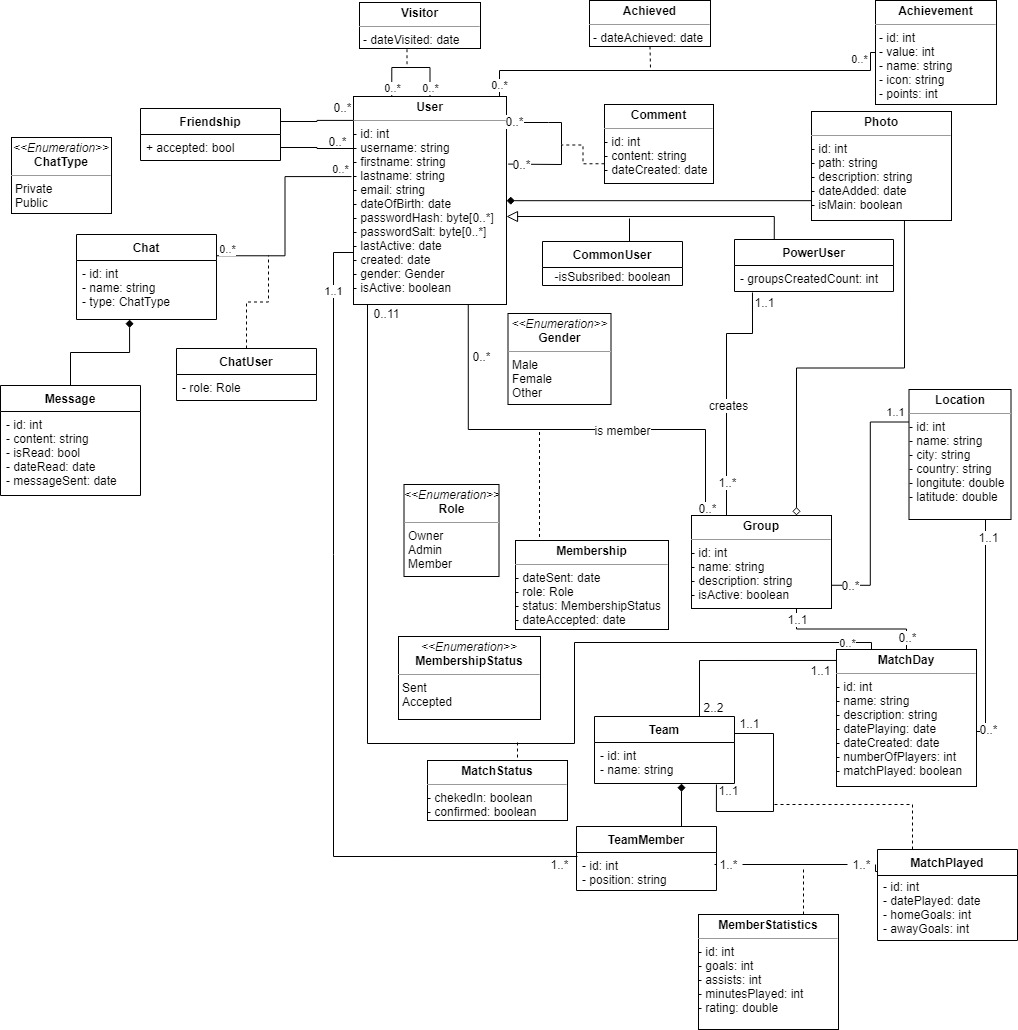 Visitor
- dateVisited: date
0..*
0..*
Achieved
- dateAchieved: date
0..*
0..*
Achievement
- id: int
- value: int
- name: string
- icon: string
- points: int
Friendship
+ accepted: bool
0..*
0..*
0..*
<<Enumeration>>
ChatType
Private
Public
User
- id: int
- username: string
- firstname: string
- lastname: string
- email: string
- dateOfBirth: date
- passwordHash: byte[0..*]
- passwordSalt: byte[0..*]
- lastActive: date
- created: date
- gender: Gender
- isActive: boolean
0..*
0..*
Comment
- id: int
- content: string
- dateCreated: date
Photo
- id: int
- path: string
- description: string
- dateAdded: date
- isMain: boolean
Chat
- id: int
- name: string
- type: ChatType
0..*
CommonUser
-isSubsribed: boolean
PowerUser
- groupsCreatedCount: int
1..1
1..1
0..11
0..*
<<Enumeration>>
Gender
Male
Female
Other
ChatUser
- role: Role
Message
- id: int
- content: string
- isRead: bool
- dateRead: date
- messageSent: date
creates
is member
1..*
0..*
Location
- id: int
- name: string
- city: string
- country: string
- longitute: double
- latitude: double
1..1
1..1
<<Enumeration>>
Role
Owner
Admin
Member
Group
- id: int
- name: string
- description: string
- isActive: boolean
0..*
1..1
Membership
- dateSent: date
- role: Role
- status: MembershipStatus
- dateAccepted: date
<<Enumeration>>
MembershipStatus
Sent
Accepted
0..*
0..*
MatchDay
- id: int
- name: string
- description: string
- datePlaying: date
- dateCreated: date
- numberOfPlayers: int
- matchPlayed: boolean
1..1
0..*
2..2
Team
- id: int
- name: string
1..1
1..1
MatchStatus
- chekedIn: boolean
- confirmed: boolean
TeamMember
- id: int
- position: string
1..*
1..*
1..*
MatchPlayed
- id: int
- datePlayed: date
- homeGoals: int
- awayGoals: int
MemberStatistics
- id: int
- goals: int
- assists: int
- minutesPlayed: int
- rating: double